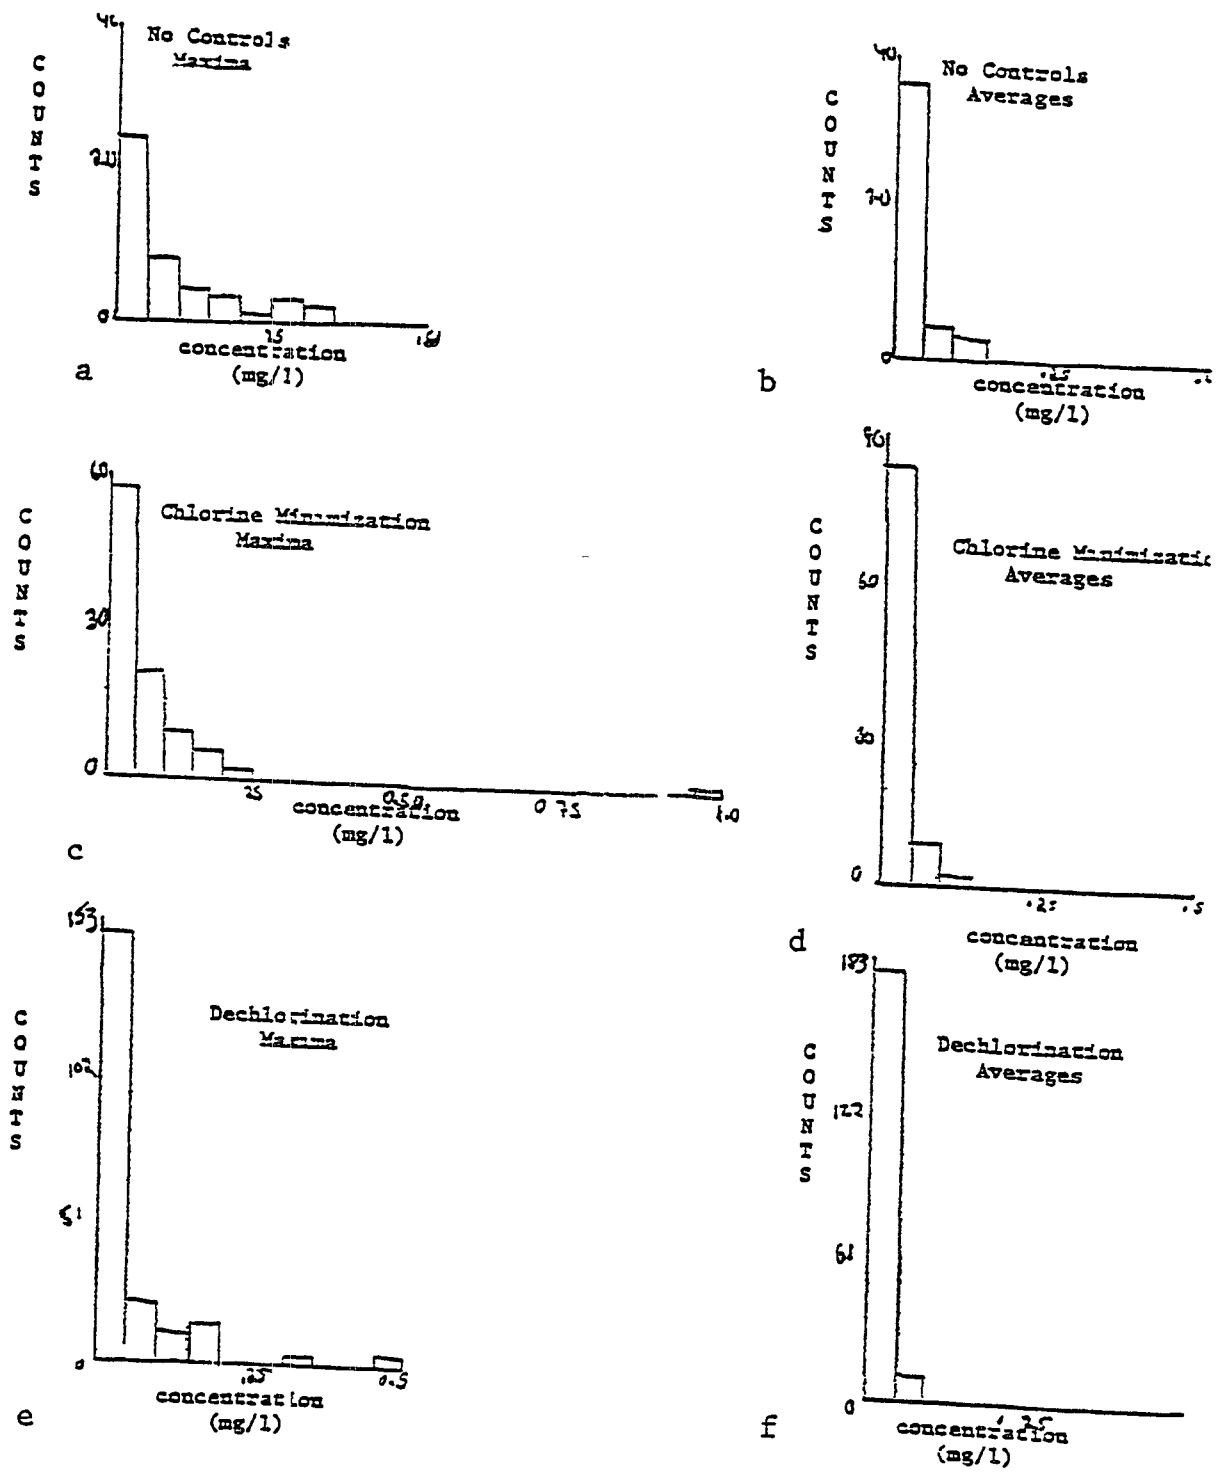 40
No Controls
Maxima
COUNTS
20
0
.25
.50
concentration
(mg/l)
a
40
No Controls
Averages
COUNTS
20
0
.25
concentration
(mg/l)
b
60
Chlorine Minimization
Maxima
COUNTS
30
0
25
0.50
0.75
1.0
concentration
(mg/l)
c
90
Chlorine Minimizatic
Averages
COUNTS
60
30
0
.25
.5
concentration
(mg/l)
d
153
Dechlorination
Maxima
COUNTS
102
51
0
.25
0.5
concentration
(mg/l)
e
183
Dechlorination
Averages
COUNTS
122
61
0
.25
concentration
(mg/l)
f